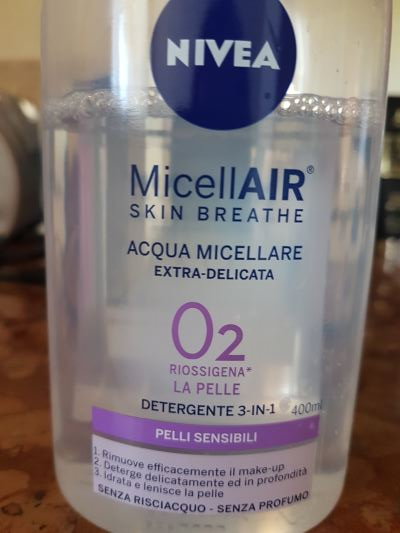 NIVEA
MicellAIR®
SKIN BREATHE
ACQUA MICELLARE
EXTRA-DELICATA
O2
RIOSSIGENA*
LA PELLE
DETERGENTE 3-IN-1 400ml
PELLI SENSIBILI
1. Rimuove efficacemente il make-up
2. Deterge delicatamente ed in profondità
3. Idrata e lenisce la pelle
SENZA RISCIACQUO - SENZA PROFUMO